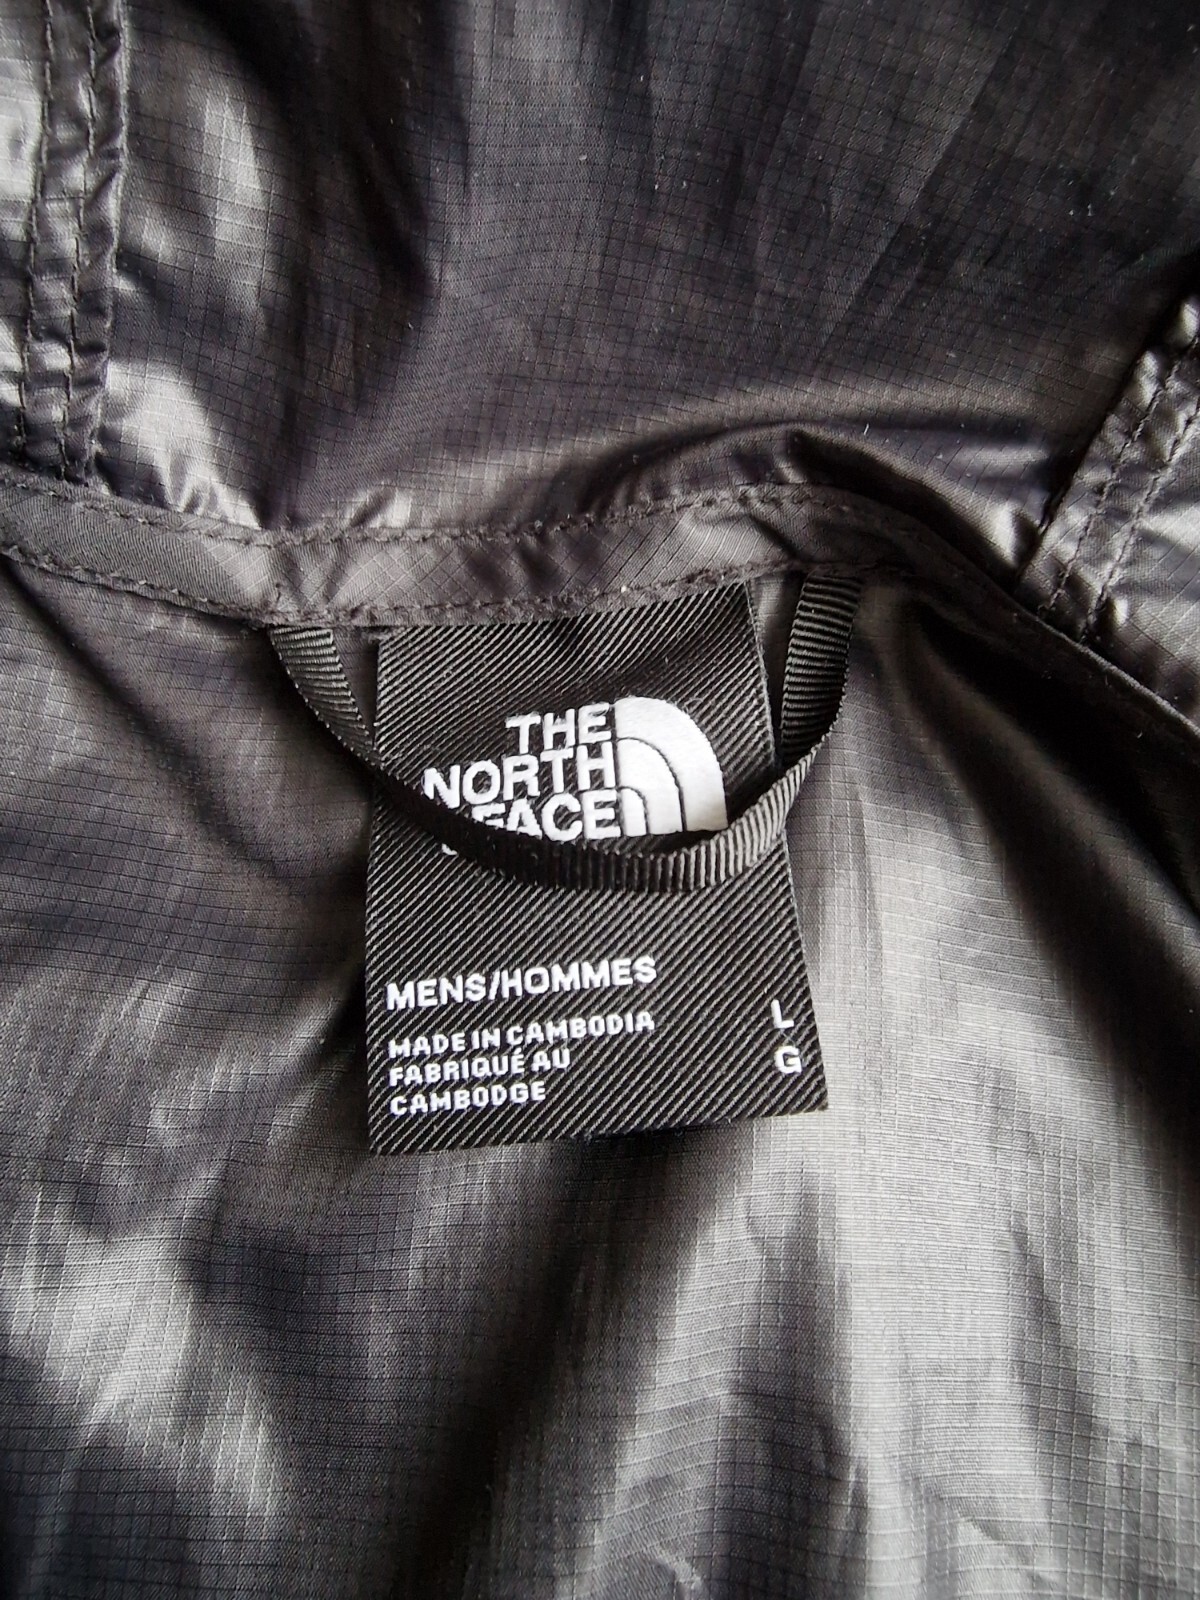 THE
NORTH
FACE
MENS/HOMMES
MADE IN CAMBODIA
FABRIQUÉ AU
CAMBODGE
L
G